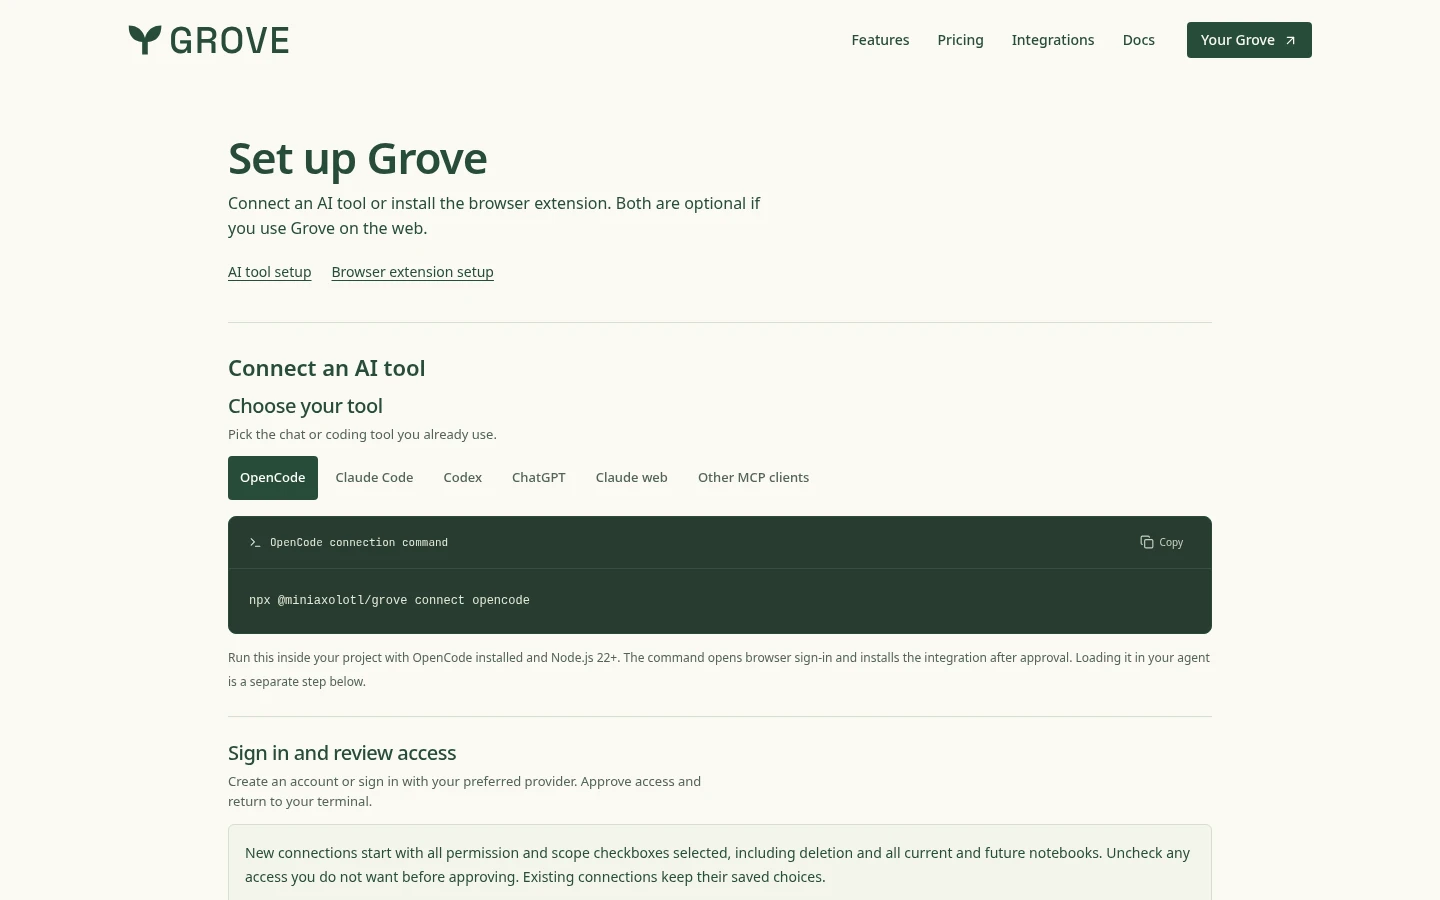 GROVE
Features
Pricing
Integrations
Docs
Your Grove
Set up Grove
Connect an AI tool or install the browser extension. Both are optional if
you use Grove on the web.
AI tool setup
Browser extension setup
Connect an AI tool
Choose your tool
Pick the chat or coding tool you already use.
OpenCode
Claude Code
Codex
ChatGPT
Claude web
Other MCP clients
OpenCode connection command
Copy
npx @miniaxolotl/grove connect opencode
Run this inside your project with OpenCode installed and Node.js 22+. The command opens browser sign-in and installs the integration after approval. Loading it in your agent
is a separate step below.
Sign in and review access
Create an account or sign in with your preferred provider. Approve access and
return to your terminal.
New connections start with all permission and scope checkboxes selected, including deletion and all current and future notebooks. Uncheck any
access you do not want before approving. Existing connections keep their saved choices.